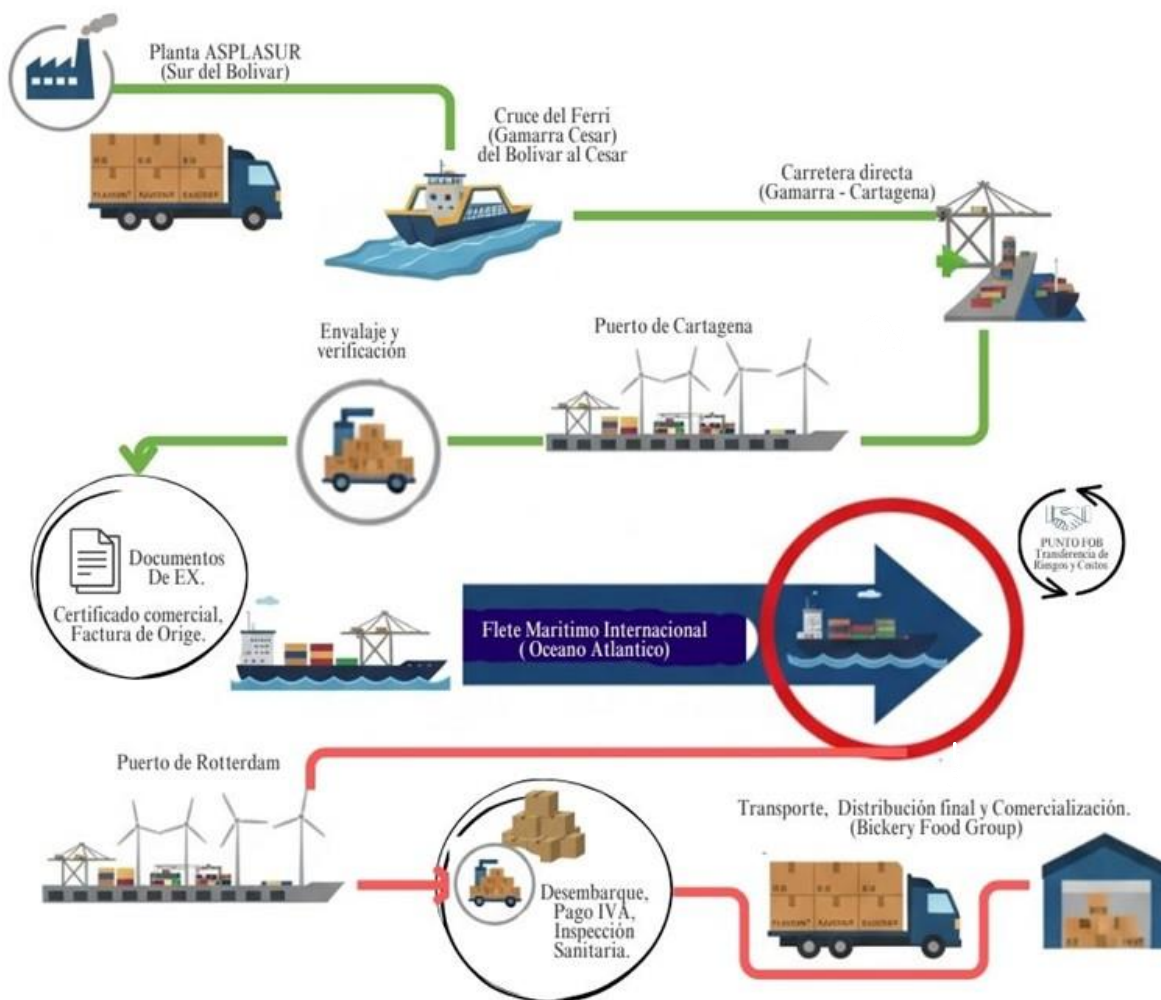 Planta ASPLASUR
(Sur del Bolivar)
Cruce del Ferri
(Gamarra Cesar)
del Bolivar al Cesar
Carretera directa
(Gamarra - Cartagena)
Envalaje y
verificación
Puerto de Cartagena
Documentos
De EX.
Certificado comercial,
Factura de Orige.
Flete Maritimo Internacional
( Oceano Atlantico)
PUNTO FOB
Transferencia de
Riesgos y Costos
Puerto de Rotterdam
Desembarque,
Pago IVA,
Inspección
Sanitaria.
Transporte, Distribución final y Comercialización.
(Bickery Food Group)